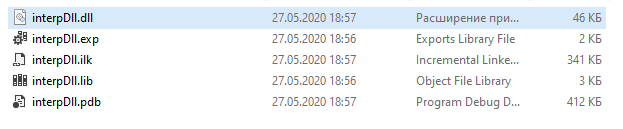 interpDll.dll 27.05.2020 18:57 Расширение при... 46 КБ
interpDll.exp 27.05.2020 18:56 Exports Library File 2 КБ
interpDll.ilk 27.05.2020 18:57 Incremental Linke... 341 КБ
interpDll.lib 27.05.2020 18:56 Object File Library 3 КБ
interpDll.pdb 27.05.2020 18:57 Program Debug D... 412 КБ